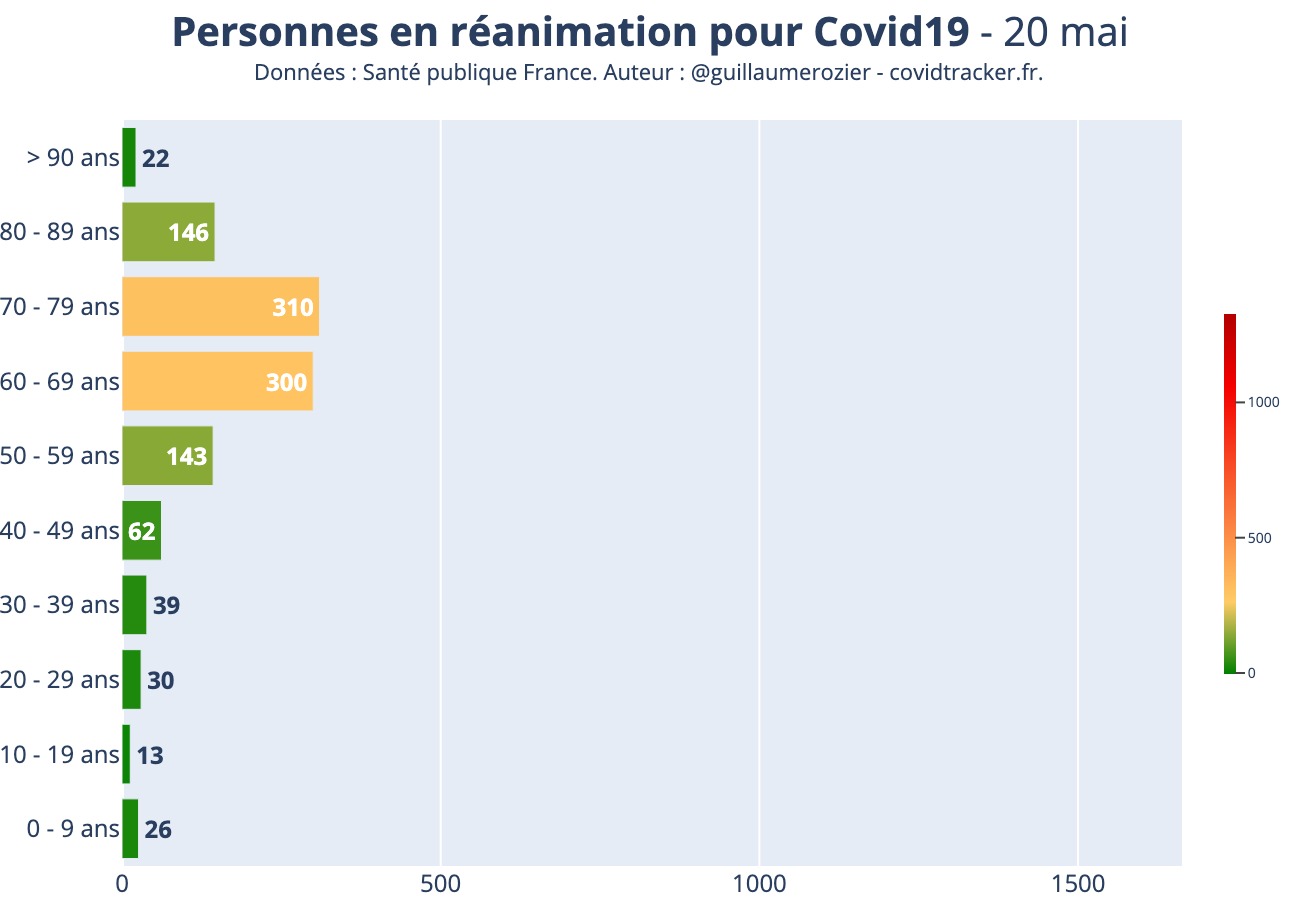 Personnes en réanimation pour Covid19 - 20 mai
Données : Santé publique France. Auteur : @guillaumerozier - covidtracker.fr.
> 90 ans 22
80 - 89 ans 146
70 - 79 ans 310
60 - 69 ans 300
50 - 59 ans 143
40 - 49 ans 62
30 - 39 ans 39
20 - 29 ans 30
10 - 19 ans 13
0 - 9 ans 26
0 500 1000 1500
1000
500
0